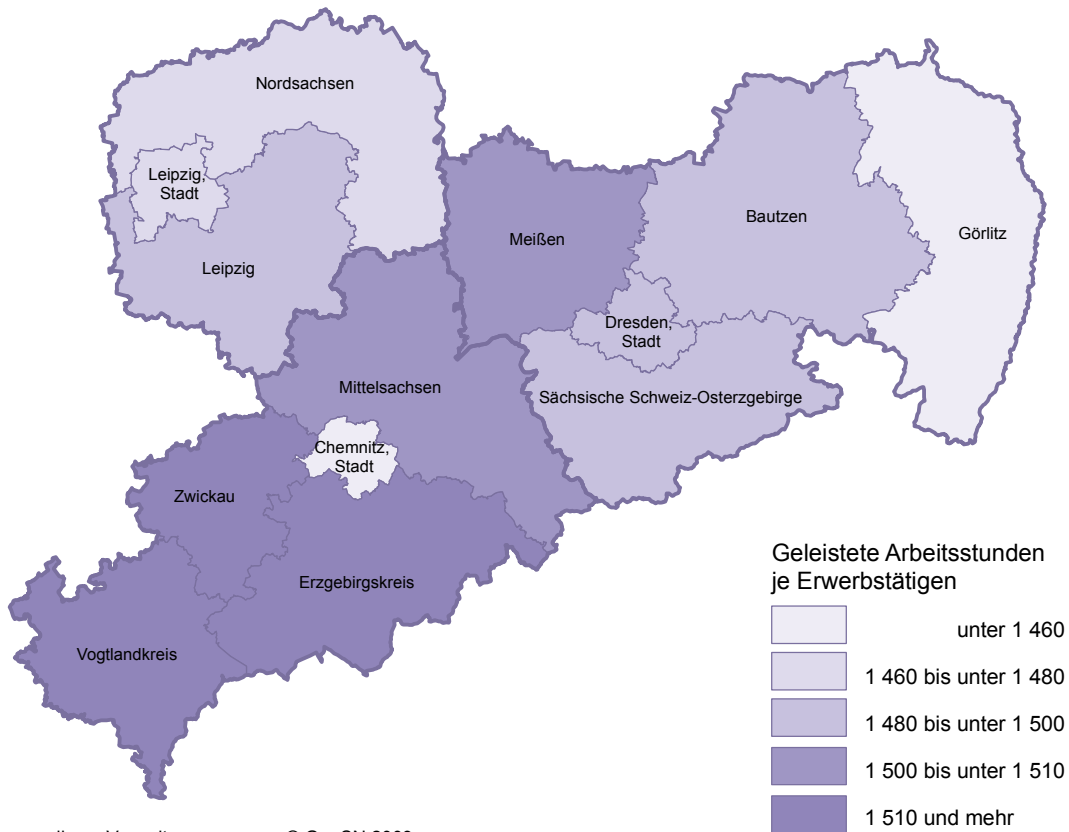 Nordsachsen
Leipzig,
Stadt
Leipzig
Meißen
Bautzen
Görlitz
Dresden,
Stadt
Mittelsachsen
Sächsische Schweiz-Osterzgebirge
Chemnitz,
Stadt
Zwickau
Erzgebirgskreis
Vogtlandkreis
Geleistete Arbeitsstunden
je Erwerbstätigen
unter 1 460
1 460 bis unter 1 480
1 480 bis unter 1 500
1 500 bis unter 1 510
1 510 und mehr